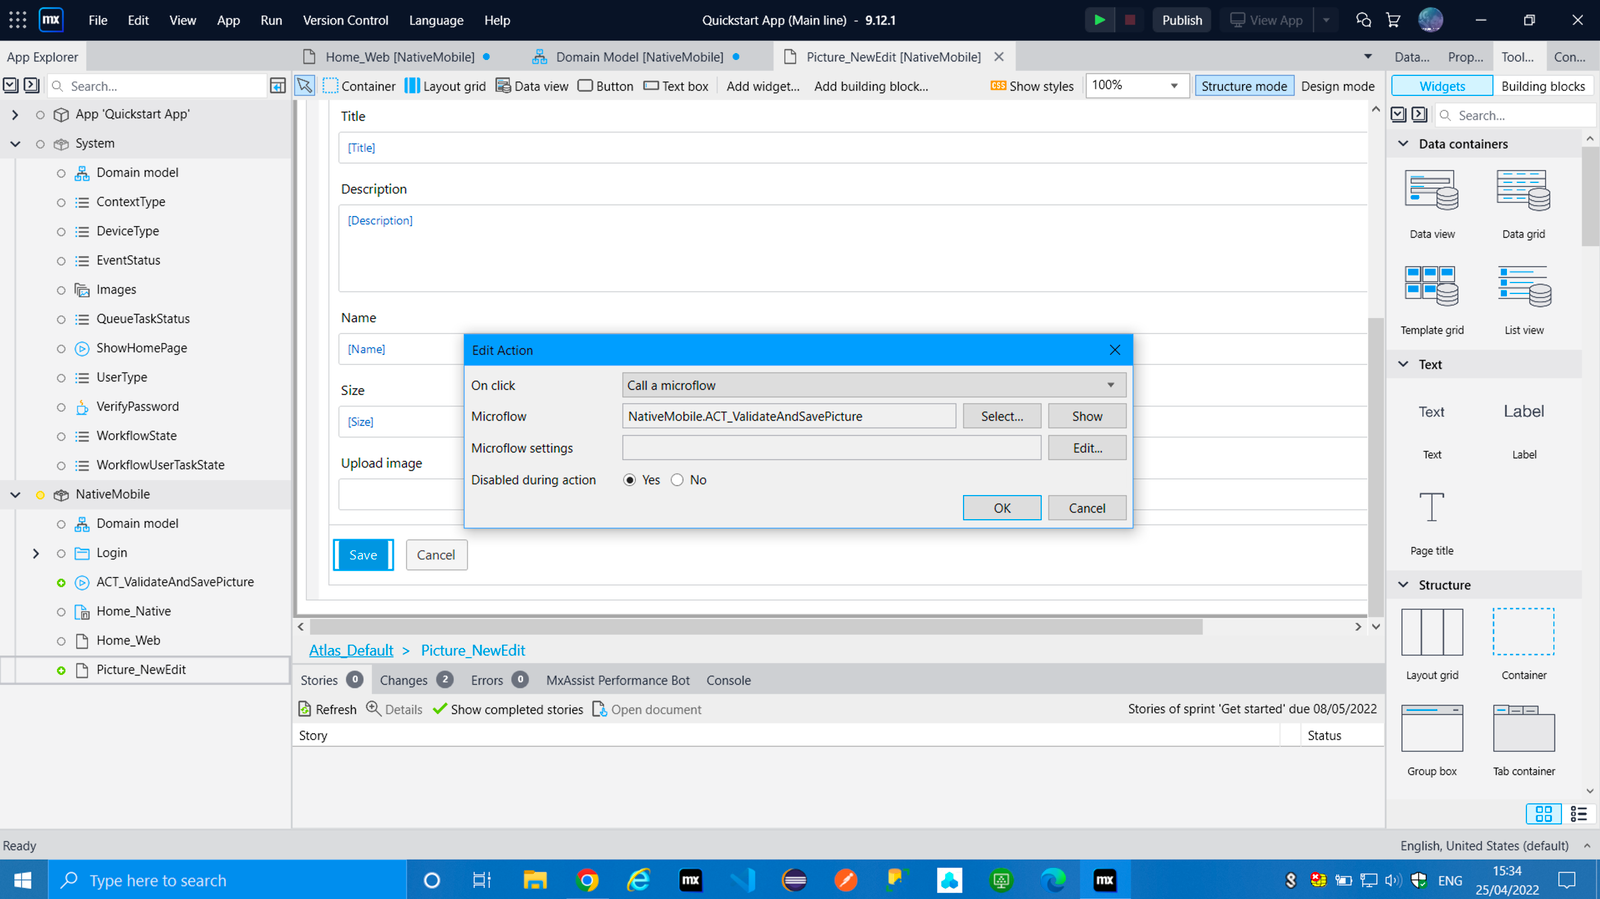 mx File Edit View App Run Version Control Language Help Quickstart App (Main line) - 9.12.1 Publish View App
App Explorer Home_Web [NativeMobile] Domain Model [NativeMobile] Picture_NewEdit [NativeMobile] Data... Prop... Tool... Con...
Search... Container Layout grid Data view Button Text box Add widget... Add building block... CSS Show styles 100% Structure mode Design mode Widgets Building blocks
Search...
App 'Quickstart App'
System
Domain model
ContextType
DeviceType
EventStatus
Images
QueueTaskStatus
ShowHomePage
UserType
VerifyPassword
WorkflowState
WorkflowUserTaskState
NativeMobile
Domain model
Login
ACT_ValidateAndSavePicture
Home_Native
Home_Web
Picture_NewEdit
Title
[Title]
Description
[Description]
Name
[Name]
Size
[Size]
Upload image
Save Cancel
Edit Action
On click Call a microflow
Microflow NativeMobile.ACT_ValidateAndSavePicture Select... Show
Microflow settings Edit...
Disabled during action Yes No
OK Cancel
Atlas_Default > Picture_NewEdit
Stories 0 Changes 2 Errors 0 MxAssist Performance Bot Console
Refresh Details Show completed stories Open document Stories of sprint 'Get started' due 08/05/2022
Story Status
Data containers
Data view Data grid
Template grid List view
Text
Text Label
Text Label
T
Page title
Structure
Layout grid Container
Group box Tab container
Ready English, United States (default)
Type here to search mx mx ENG 15:34
25/04/2022